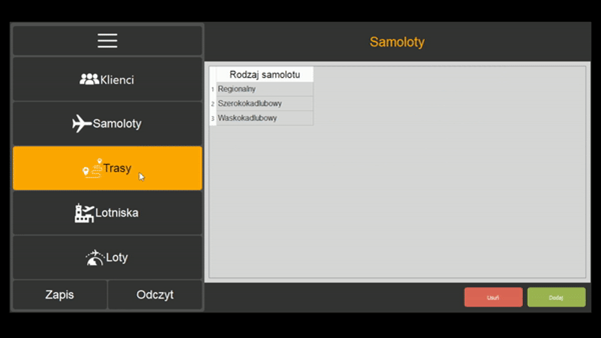 Klienci
Samoloty
Trasy
Lotniska
Loty
Zapis
Odczyt
Samoloty
Rodzaj samolotu
1 Regionalny
2 Szerokokadlubowy
3 Waskokadlubowy
Usuń
Dodaj